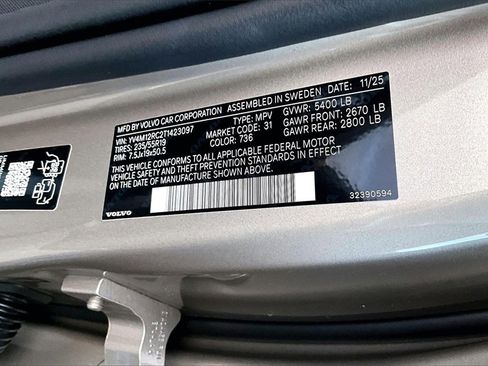 MFD BY VOLVO CAR CORPORATION ASSEMBLED IN SWEDEN DATE: 11/25
VIN: YV4M12RC2T1423097 TYPE: MPV GVWR: 5400 LB
TIRES: 235/55R19 MARKET: 31 GAWR FRONT: 2670 LB
RIM: 7.5Jx19x50.5 COLOR: 736 GAWR REAR: 2800 LB
THIS VEHICLE CONFORMS TO ALL APPLICABLE FEDERAL MOTOR
VEHICLE SAFETY, BUMPER AND THEFT PREVENTION STANDARDS IN EFFECT ON
THE DATE OF MANUFACTURE SHOWN ABOVE.
VOLVO 32390594